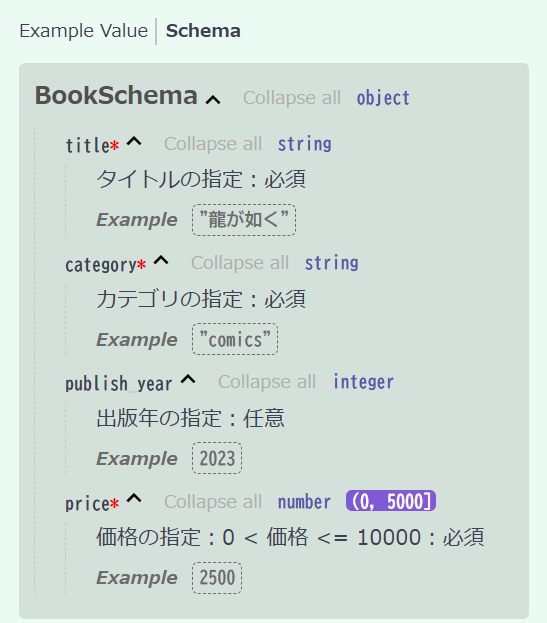 Example Value Schema
BookSchema Collapse all object
title* Collapse all string
タイトルの指定：必須
Example "龍が如く"
category* Collapse all string
カテゴリの指定：必須
Example "comics"
publish_year Collapse all integer
出版年の指定：任意
Example 2023
price* Collapse all number (0, 5000]
価格の指定：0 < 価格 <= 10000：必須
Example 2500